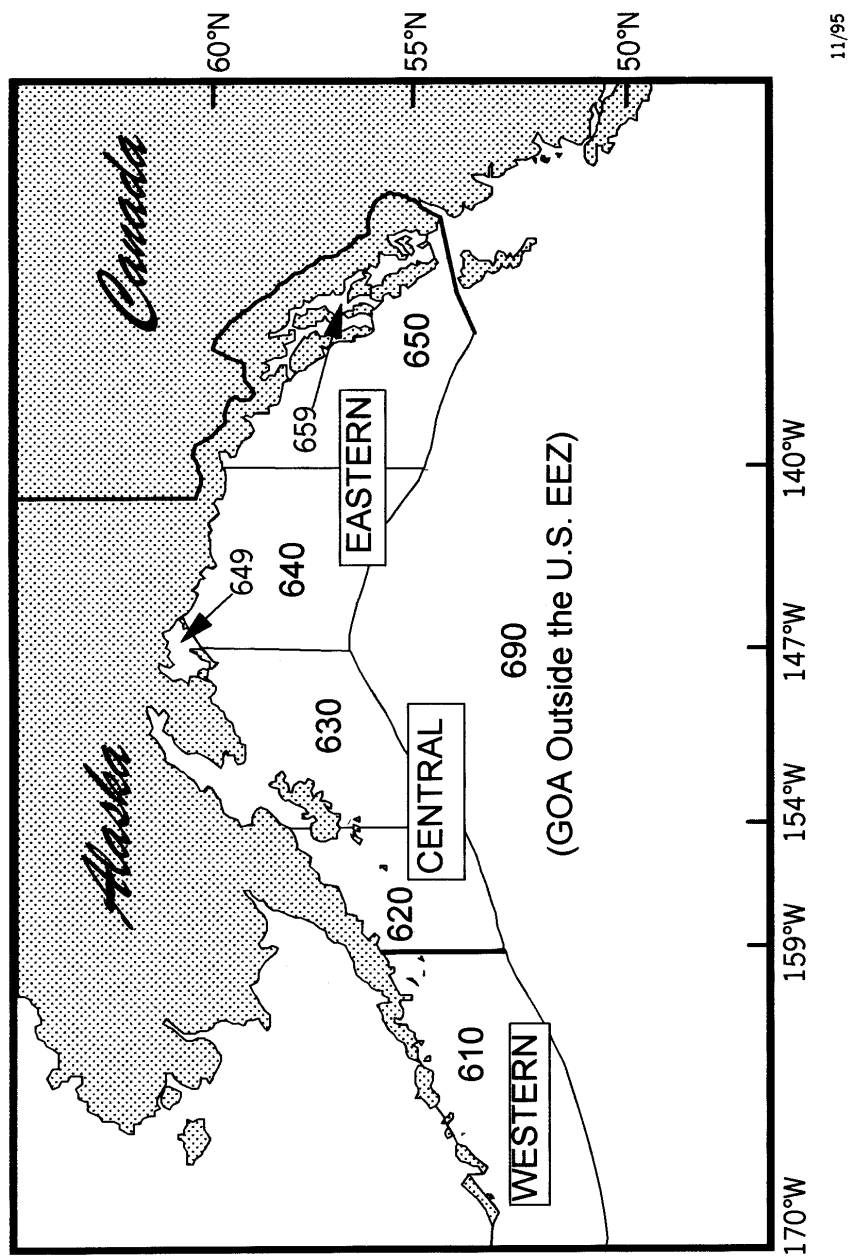 Alaska
Canada
60°N
55°N
50°N
649
659
640
650
630
620
610
EASTERN
CENTRAL
WESTERN
690
(GOA Outside the U.S. EEZ)
170°W
159°W
154°W
147°W
140°W
11/95